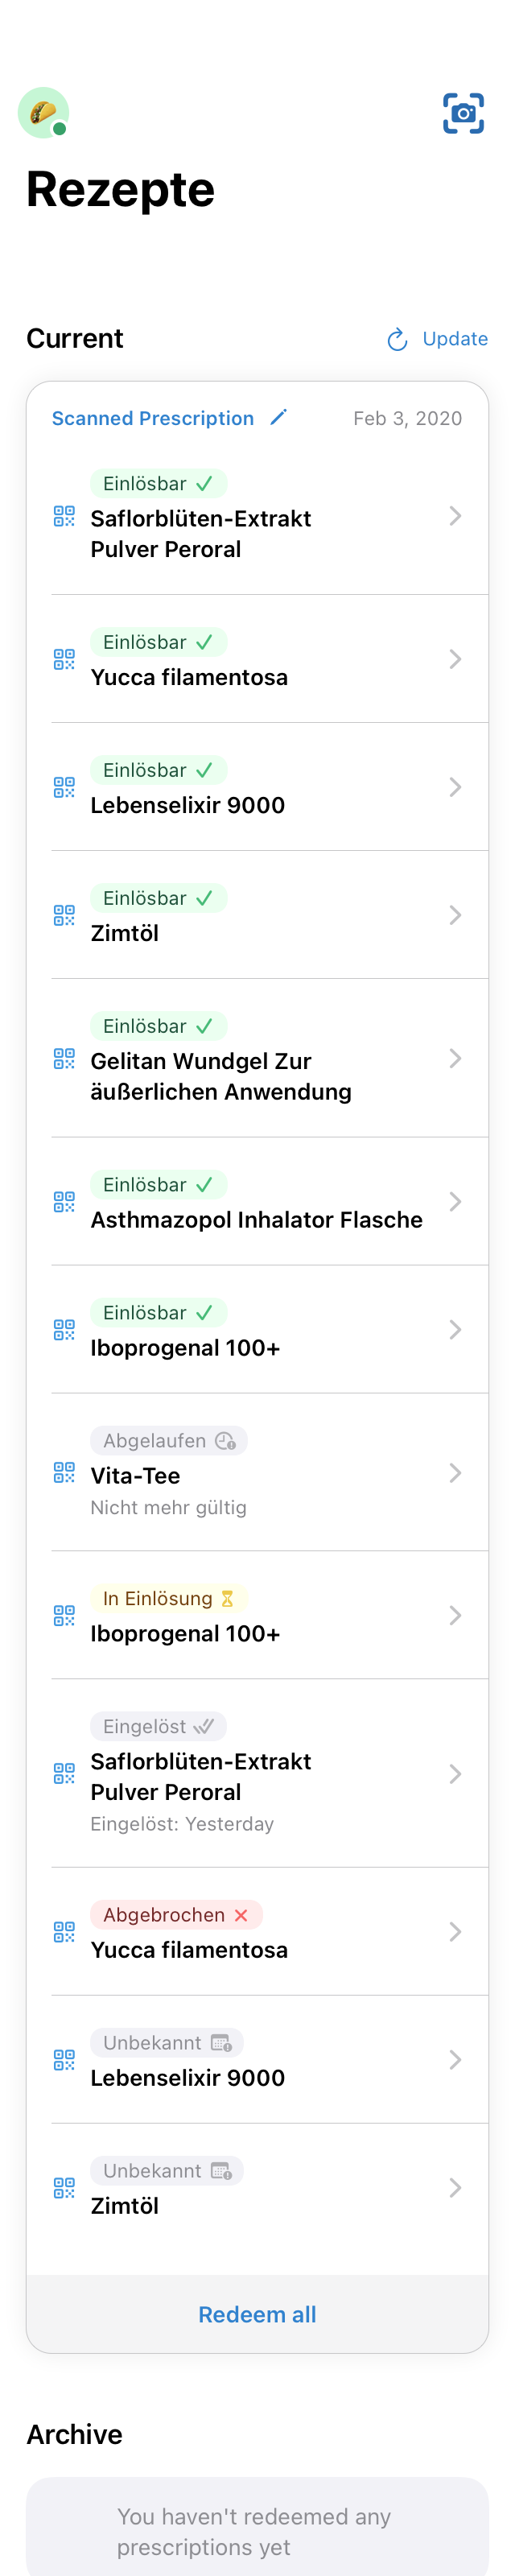 Rezepte
Current
Update
Scanned Prescription
Feb 3, 2020
Einlösbar
Saflorblüten-Extrakt
Pulver Peroral
Einlösbar
Yucca filamentosa
Einlösbar
Lebenselixir 9000
Einlösbar
Zimtöl
Einlösbar
Gelitan Wundgel Zur
äußerlichen Anwendung
Einlösbar
Asthmazopol Inhalator Flasche
Einlösbar
Iboprogenal 100+
Abgelaufen
Vita-Tee
Nicht mehr gültig
In Einlösung
Iboprogenal 100+
Eingelöst
Saflorblüten-Extrakt
Pulver Peroral
Eingelöst: Yesterday
Abgebrochen
Yucca filamentosa
Unbekannt
Lebenselixir 9000
Unbekannt
Zimtöl
Redeem all
Archive
You haven't redeemed any
prescriptions yet